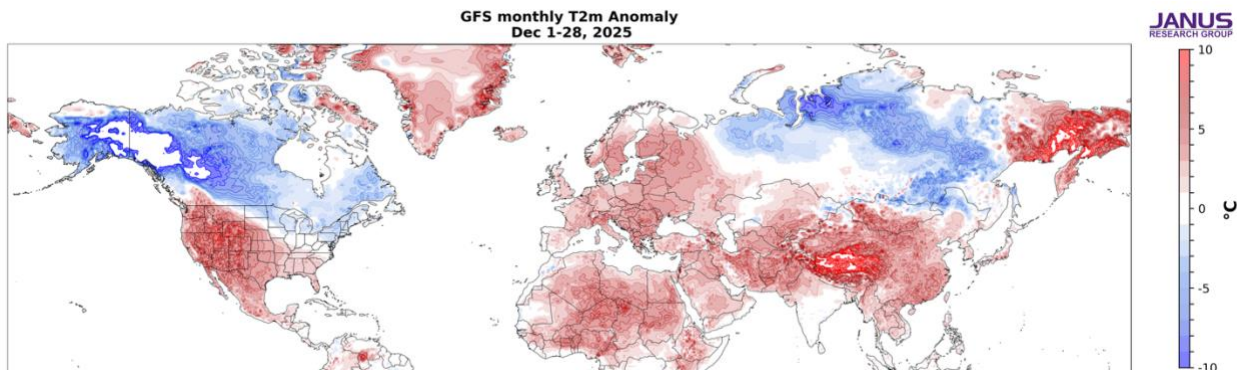 GFS monthly T2m Anomaly
Dec 1-28, 2025
JANUS
RESEARCH GROUP
10
5
0
-5
-10
°C